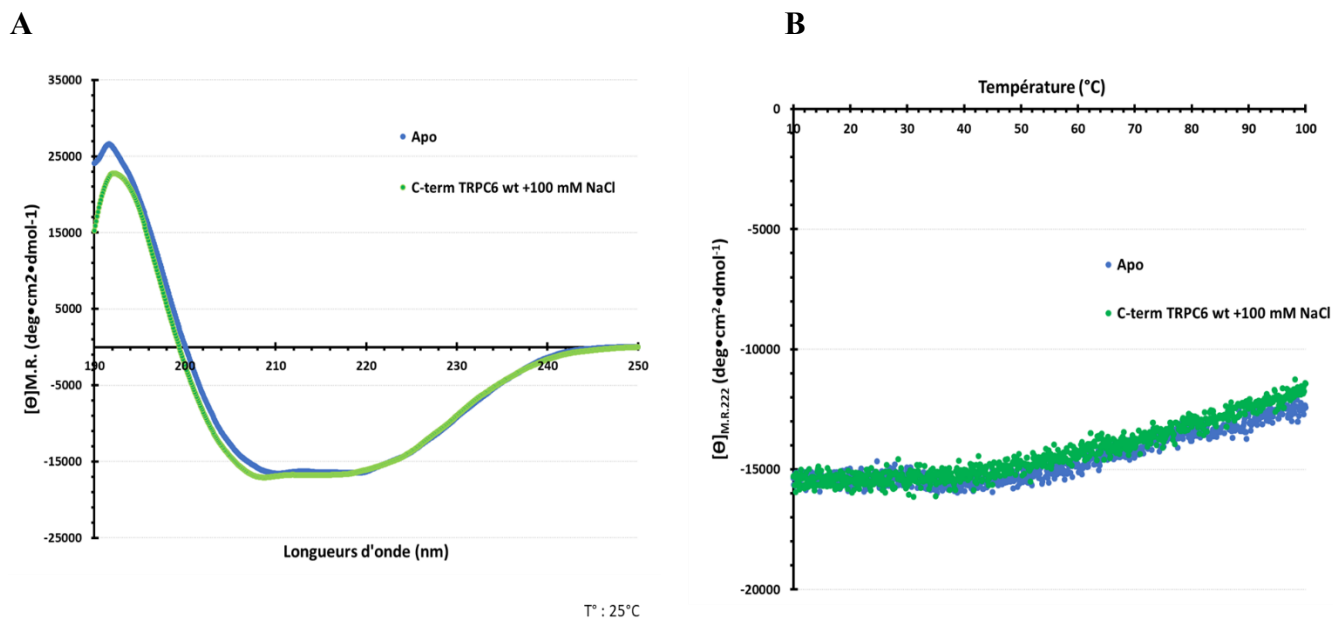 A
B
35000
25000
15000
5000
-5000
-15000
-25000
190
200
210
220
230
240
250
[Θ]M.R. (deg•cm2•dmol-1)
Apo
C-term TRPC6 wt +100 mM NaCl
Longueurs d'onde (nm)
T° : 25°C
Température (°C)
0
10
20
30
40
50
60
70
80
90
100
-5000
-10000
-15000
-20000
[Θ]M.R.222 (deg•cm²•dmol⁻¹)
Apo
C-term TRPC6 wt +100 mM NaCl